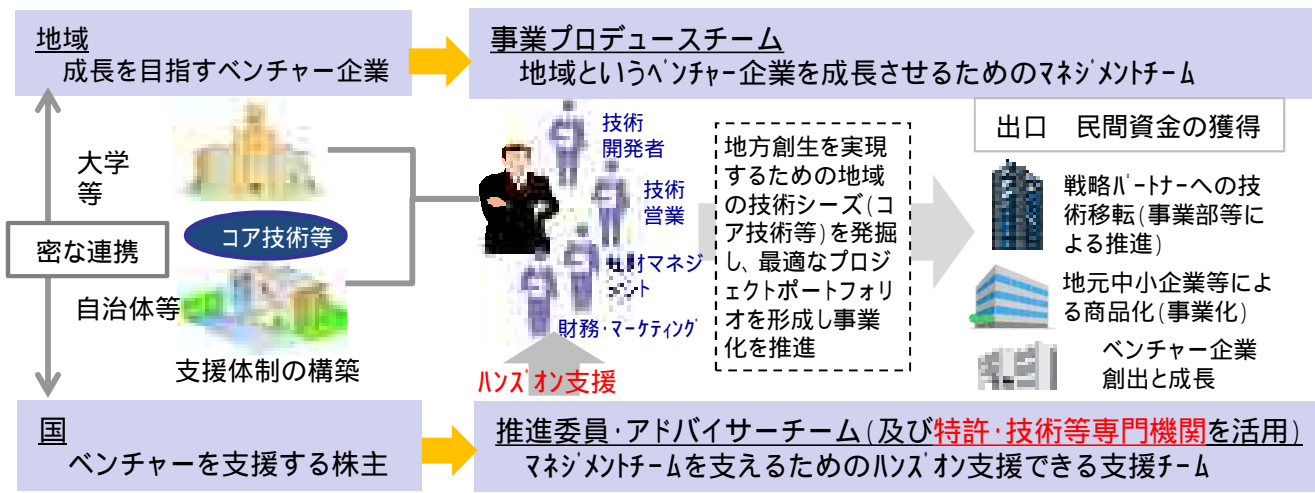 地域
成長を目指すベンチャー企業
事業プロデュースチーム
地域というﾍﾞﾝﾁｬｰ企業を成長させるためのﾏﾈｼﾞﾒﾝﾄﾁｰﾑ
大学
等
密な連携
自治体等
コア技術等
支援体制の構築
技術
開発者
技術
営業
財マネジ
ント
財務・ﾏｰｹﾃｨﾝｸﾞ
ﾊﾝｽﾞｵﾝ支援
地方創生を実現
するための地域
の技術シーズ(コ
ア技術等)を発掘
し、最適なプロジ
ェクトポートフォリ
オを形成し事業
化を推進
出口　民間資金の獲得
戦略ﾊﾟｰﾄﾅｰへの技
術移転(事業部等に
よる推進)
地元中小企業等によ
る商品化(事業化)
ベンチャー企業
創出と成長
国
ベンチャーを支援する株主
推進委員・アドバイザーチーム(及び特許・技術等専門機関を活用)
ﾏﾈｼﾞﾒﾝﾄﾁｰﾑを支えるためのﾊﾝｽﾞｵﾝ支援できる支援ﾁｰﾑ